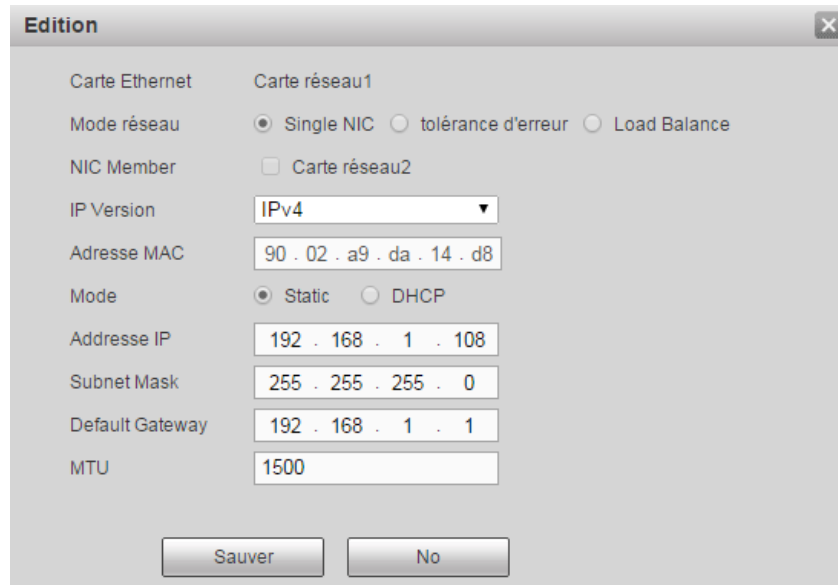 Edition
Carte Ethernet Carte réseau1
Mode réseau Single NIC tolérance d'erreur Load Balance
NIC Member Carte réseau2
IP Version IPv4
Adresse MAC 90 . 02 . a9 . da . 14 . d8
Mode Static DHCP
Addresse IP 192 . 168 . 1 . 108
Subnet Mask 255 . 255 . 255 . 0
Default Gateway 192 . 168 . 1 . 1
MTU 1500
Sauver No